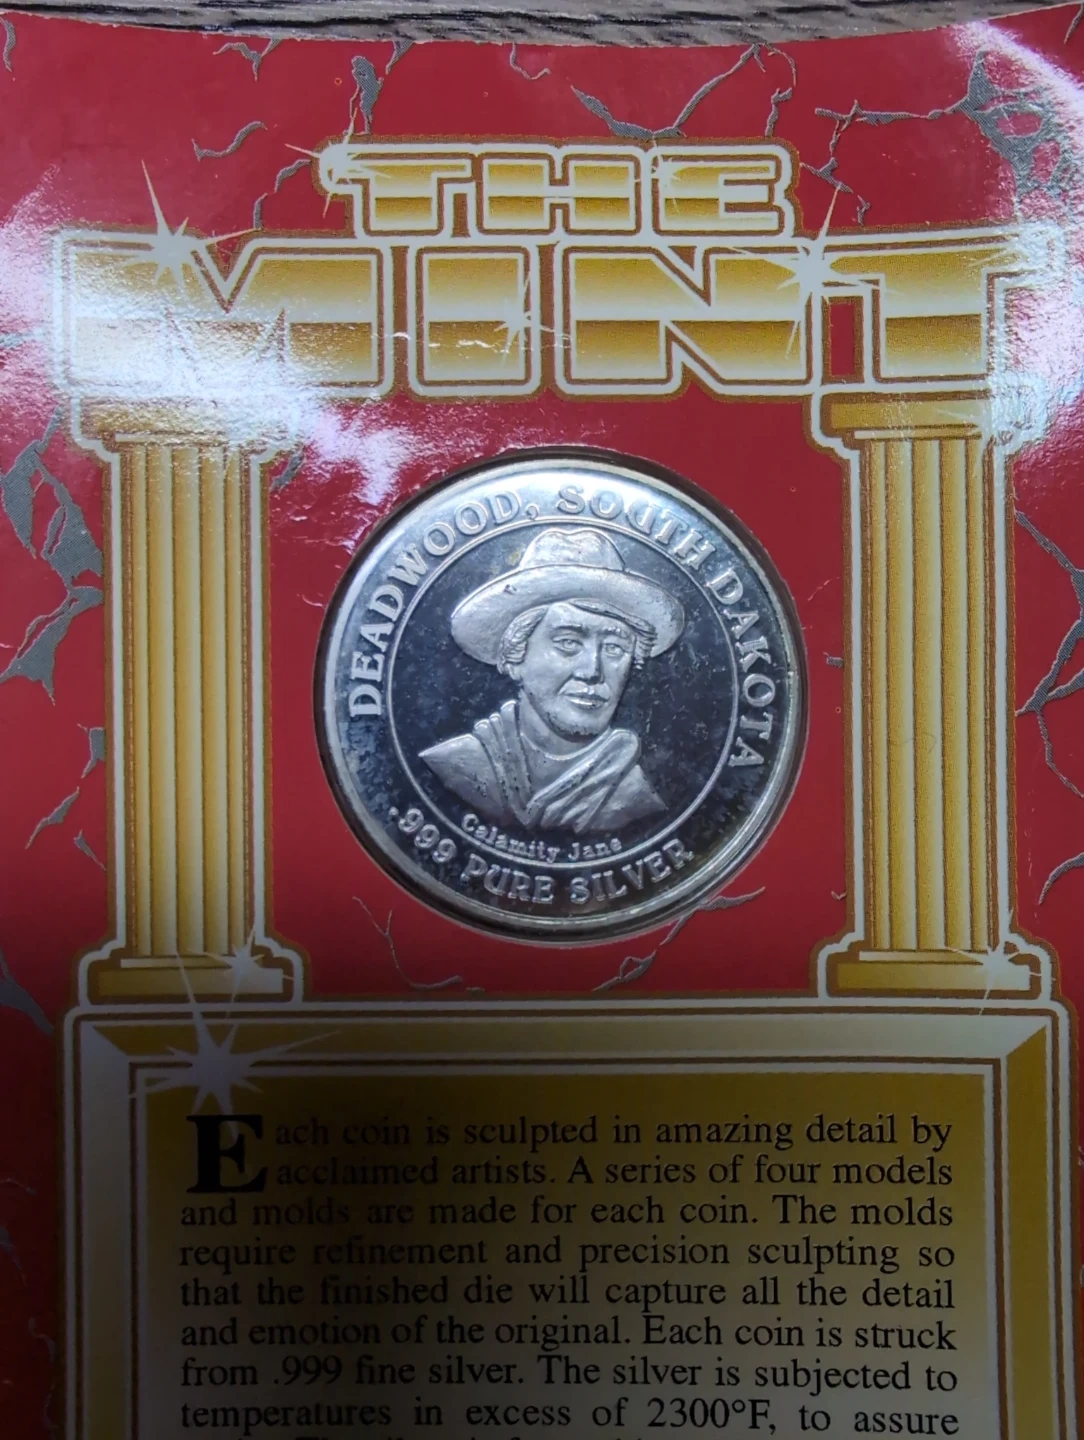 THE
MINT
DEADWOOD, SOUTH DAKOTA
Calamity Jane
.999 PURE SILVER
Each coin is sculpted in amazing detail by
acclaimed artists. A series of four models
and molds are made for each coin. The molds
require refinement and precision sculpting so
that the finished die will capture all the detail
and emotion of the original. Each coin is struck
from .999 fine silver. The silver is subjected to
temperatures in excess of 2300°F, to assure